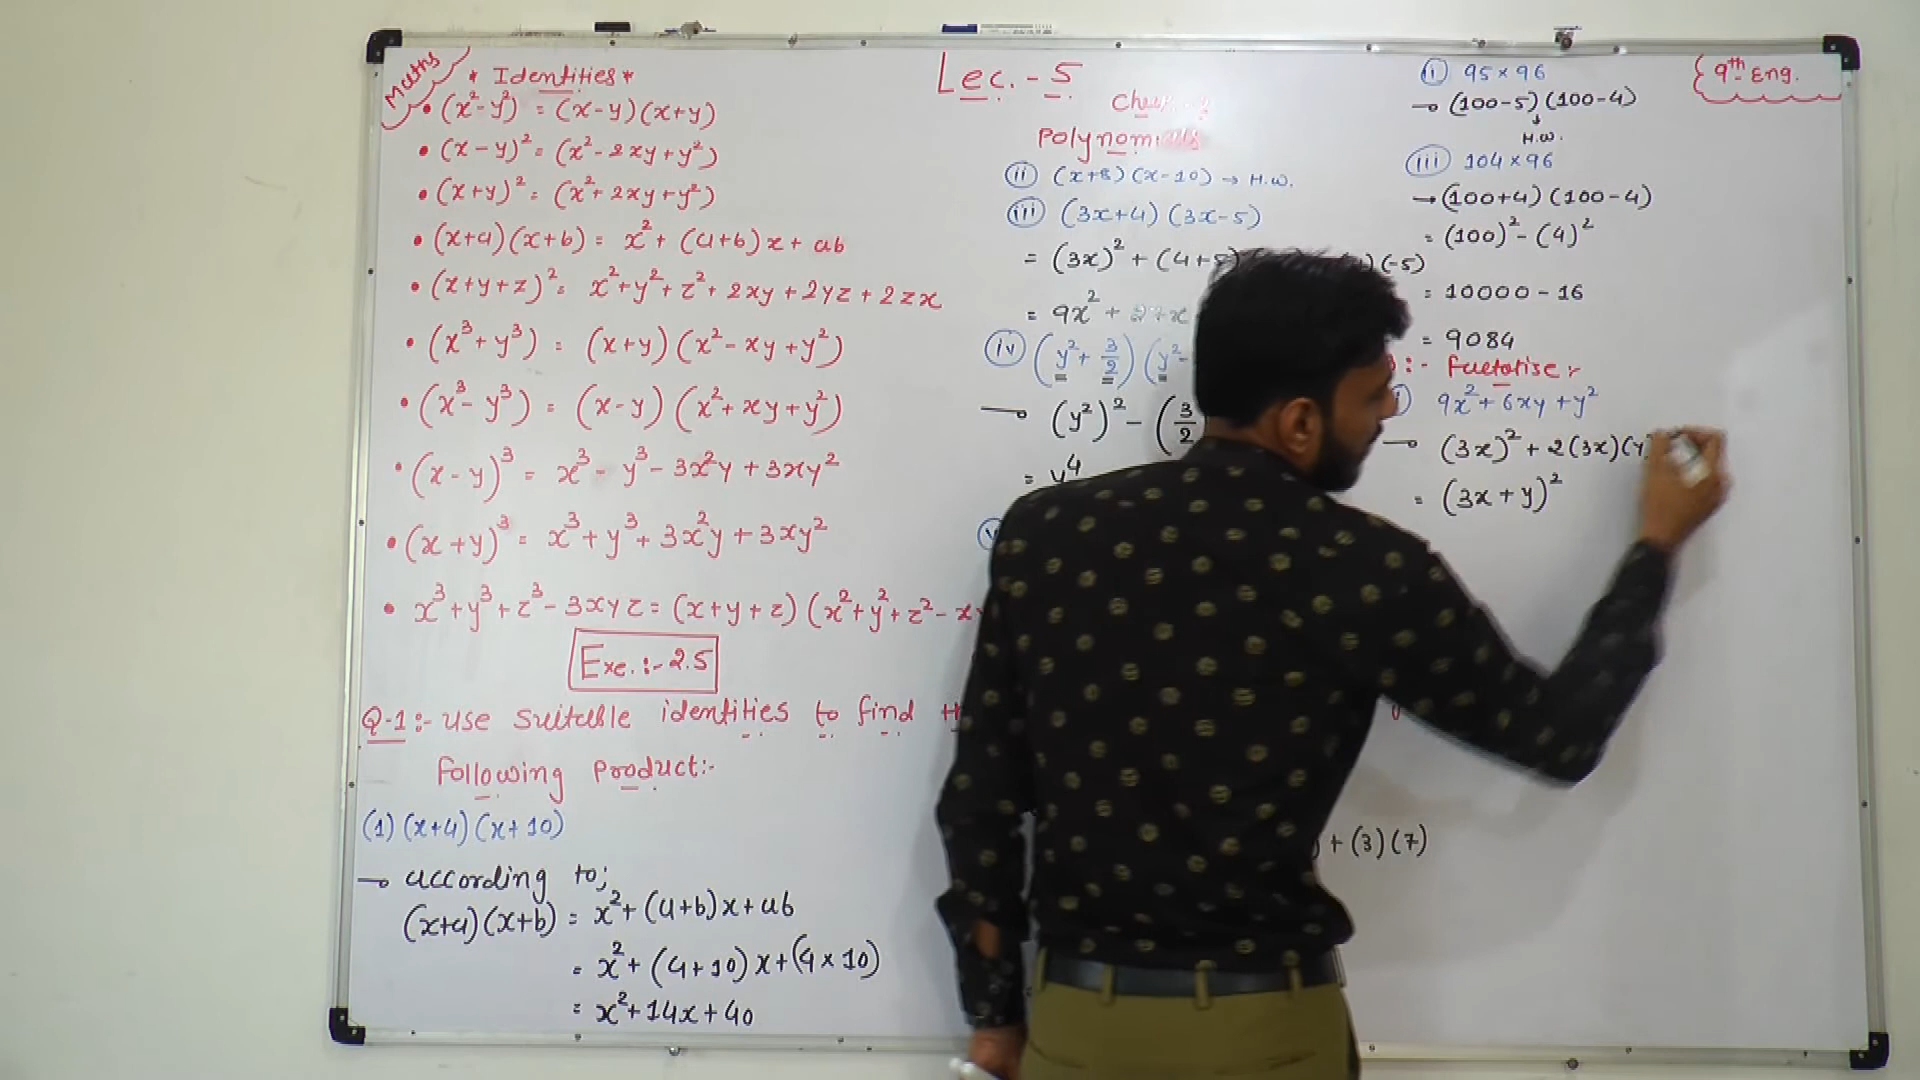 Maths
* Identities *
• (x² - y²) = (x-y)(x+y)
• (x-y)² = (x² - 2xy + y²)
• (x+y)² = (x² + 2xy + y²)
• (x+a)(x+b) = x² + (a+b)x + ab
• (x+y+z)² = x² + y² + z² + 2xy + 2yz + 2zx
• (x³ + y³) = (x+y)(x² - xy + y²)
• (x³ - y³) = (x-y)(x² + xy + y²)
• (x-y)³ = x³ - y³ - 3x²y + 3xy²
• (x+y)³ = x³ + y³ + 3x²y + 3xy²
• x³ + y³ + z³ - 3xyz = (x+y+z)(x² + y² + z² - x
Exe. :- 2.5
Q-1 :- Use suitable identities to find
Following Product :-
(1) (x+4)(x+10)
→ according to;
(x+a)(x+b) = x² + (a+b)x + ab
= x² + (4+10)x + (4×10)
= x² + 14x + 40
Lec. - 5
(ii) (x+8)(x-10) → H.W.
(iii) (3x+4)(3x-5)
= (3x)² + (4+
(-5)
= 9x² +
(iv) (y² + 3/2)(y² -
→ (y²)² - (3/2
= y⁴
+ (3)(7)
9th Eng.
(i) 95 × 96
→ (100-5)(100-4)
↓
H.W.
(iii) 104 × 96
→ (100+4)(100-4)
= (100)² - (4)²
= 10000 - 16
= 9084
:- Factorise
9x² + 6xy + y²
→ (3x)² + 2(3x)(y
= (3x + y)²